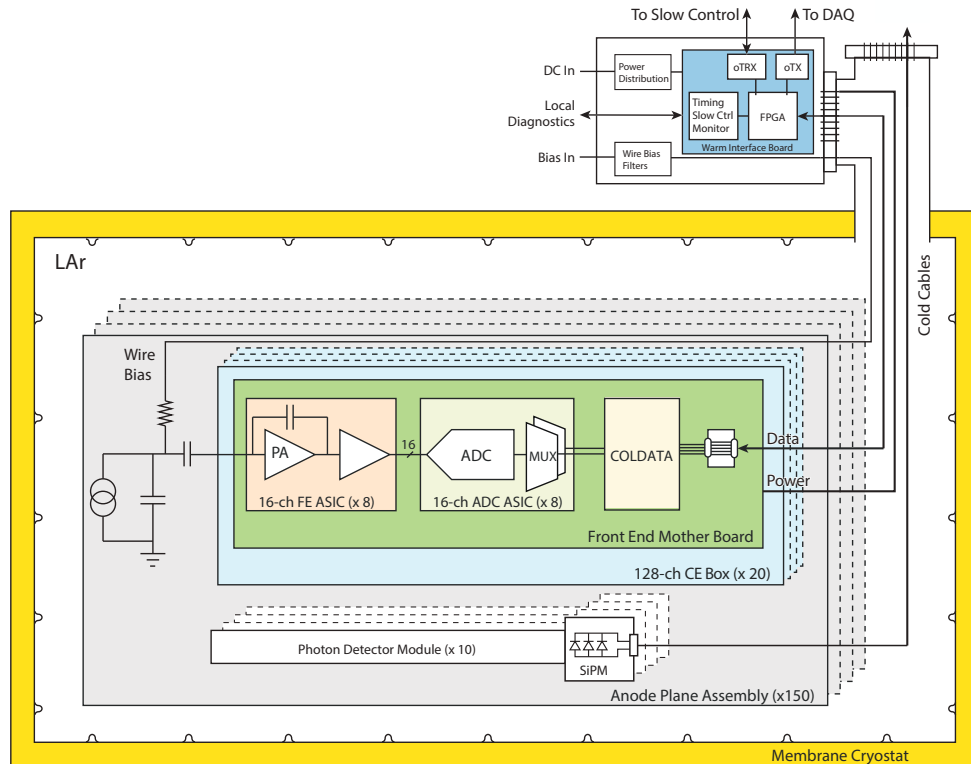 To Slow Control
To DAQ
DC In
Power
Distribution
oTRX
oTX
Local
Diagnostics
Timing
Slow Ctrl
Monitor
FPGA
Warm Interface Board
Bias In
Wire Bias
Filters
LAr
Cold Cables
Wire
Bias
PA
16
ADC
MUX
COLDATA
Data
Power
16-ch FE ASIC (x 8)
16-ch ADC ASIC (x 8)
Front End Mother Board
128-ch CE Box (x 20)
Photon Detector Module (x 10)
SiPM
Anode Plane Assembly (x150)
Membrane Cryostat